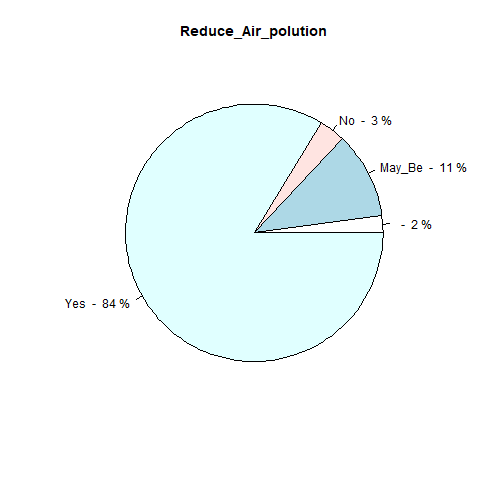 Reduce_Air_polution
No - 3 %
May_Be - 11 %
- 2 %
Yes - 84 %